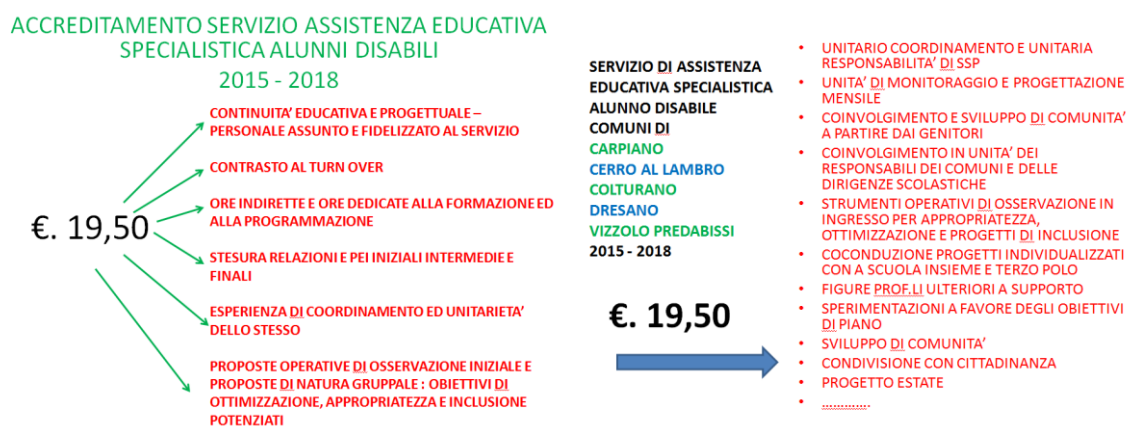 ACCREDITAMENTO SERVIZIO ASSISTENZA EDUCATIVA
SPECIALISTICA ALUNNI DISABILI
2015 - 2018
€. 19,50
CONTINUITA' EDUCATIVA E PROGETTUALE –
PERSONALE ASSUNTO E FIDELIZZATO AL SERVIZIO
CONTRASTO AL TURN OVER
ORE INDIRETTE E ORE DEDICATE ALLA FORMAZIONE ED
ALLA PROGRAMMAZIONE
STESURA RELAZIONI E PEI INIZIALI INTERMEDIE E
FINALI
ESPERIENZA DI COORDINAMENTO ED UNITARIETA'
DELLO STESSO
PROPOSTE OPERATIVE DI OSSERVAZIONE INIZIALE E
PROPOSTE DI NATURA GRUPPALE : OBIETTIVI DI
OTTIMIZZAZIONE, APPROPRIATEZZA E INCLUSIONE
POTENZIATI
SERVIZIO DI ASSISTENZA
EDUCATIVA SPECIALISTICA
ALUNNO DISABILE
COMUNI DI
CARPIANO
CERRO AL LAMBRO
COLTURANO
DRESANO
VIZZOLO PREDABISSI
2015 - 2018
€. 19,50
• UNITARIO COORDINAMENTO E UNITARIA
RESPONSABILITA' DI SSP
• UNITA' DI MONITORAGGIO E PROGETTAZIONE
MENSILE
• COINVOLGIMENTO E SVILUPPO DI COMUNITA'
A PARTIRE DAI GENITORI
• COINVOLGIMENTO IN UNITA' DEI
RESPONSABILI DEI COMUNI E DELLE
DIRIGENZE SCOLASTICHE
• STRUMENTI OPERATIVI DI OSSERVAZIONE IN
INGRESSO PER APPROPRIATEZZA,
OTTIMIZZAZIONE E PROGETTI DI INCLUSIONE
• COCONDUZIONE PROGETTI INDIVIDUALIZZATI
CON A SCUOLA INSIEME E TERZO POLO
• FIGURE PROF.LI ULTERIORI A SUPPORTO
• SPERIMENTAZIONI A FAVORE DEGLI OBIETTIVI
DI PIANO
• SVILUPPO DI COMUNITA'
• CONDIVISIONE CON CITTADINANZA
• PROGETTO ESTATE
• .............